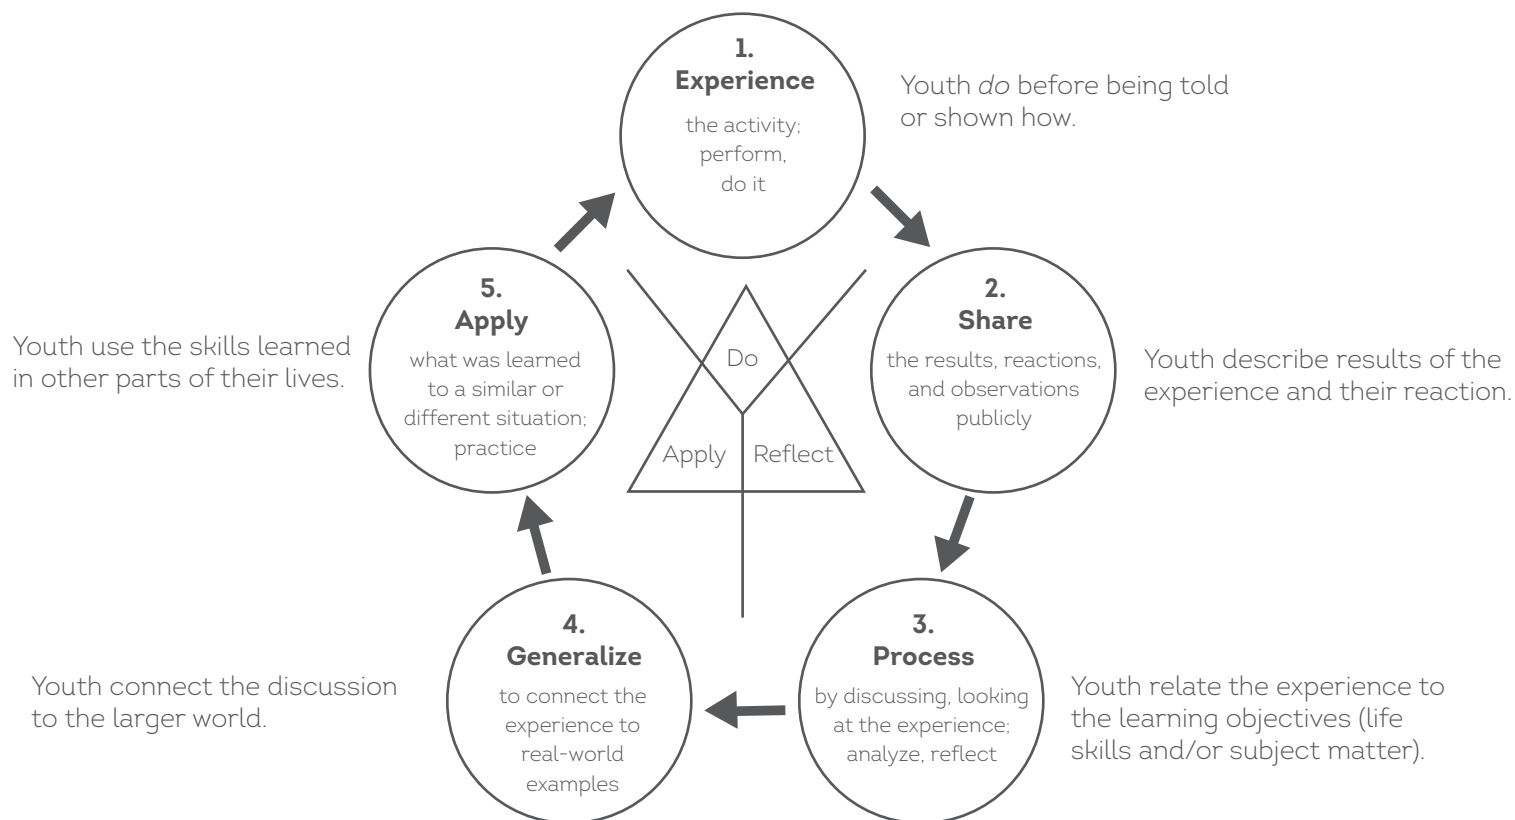 1.
Experience
the activity;
perform,
do it
Youth do before being told
or shown how.
2.
Share
the results, reactions,
and observations
publicly
Youth describe results of the
experience and their reaction.
3.
Process
by discussing, looking
at the experience;
analyze, reflect
Youth relate the experience to
the learning objectives (life
skills and/or subject matter).
4.
Generalize
to connect the
experience to
real-world
examples
Youth connect the discussion
to the larger world.
5.
Apply
what was learned
to a similar or
different situation;
practice
Youth use the skills learned
in other parts of their lives.
Do
Apply
Reflect